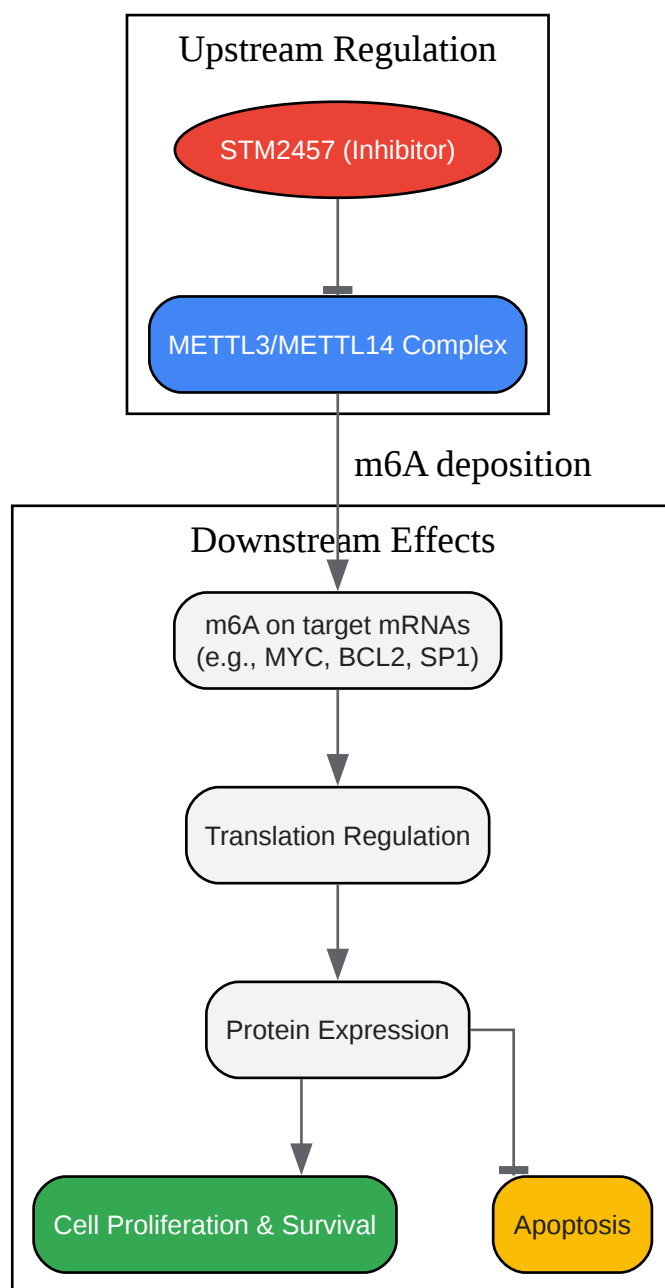 Upstream Regulation
STM2457 (Inhibitor)
METTL3/METTL14 Complex
m6A deposition
Downstream Effects
m6A on target mRNAs
(e.g., MYC, BCL2, SP1)
Translation Regulation
Protein Expression
Cell Proliferation & Survival
Apoptosis